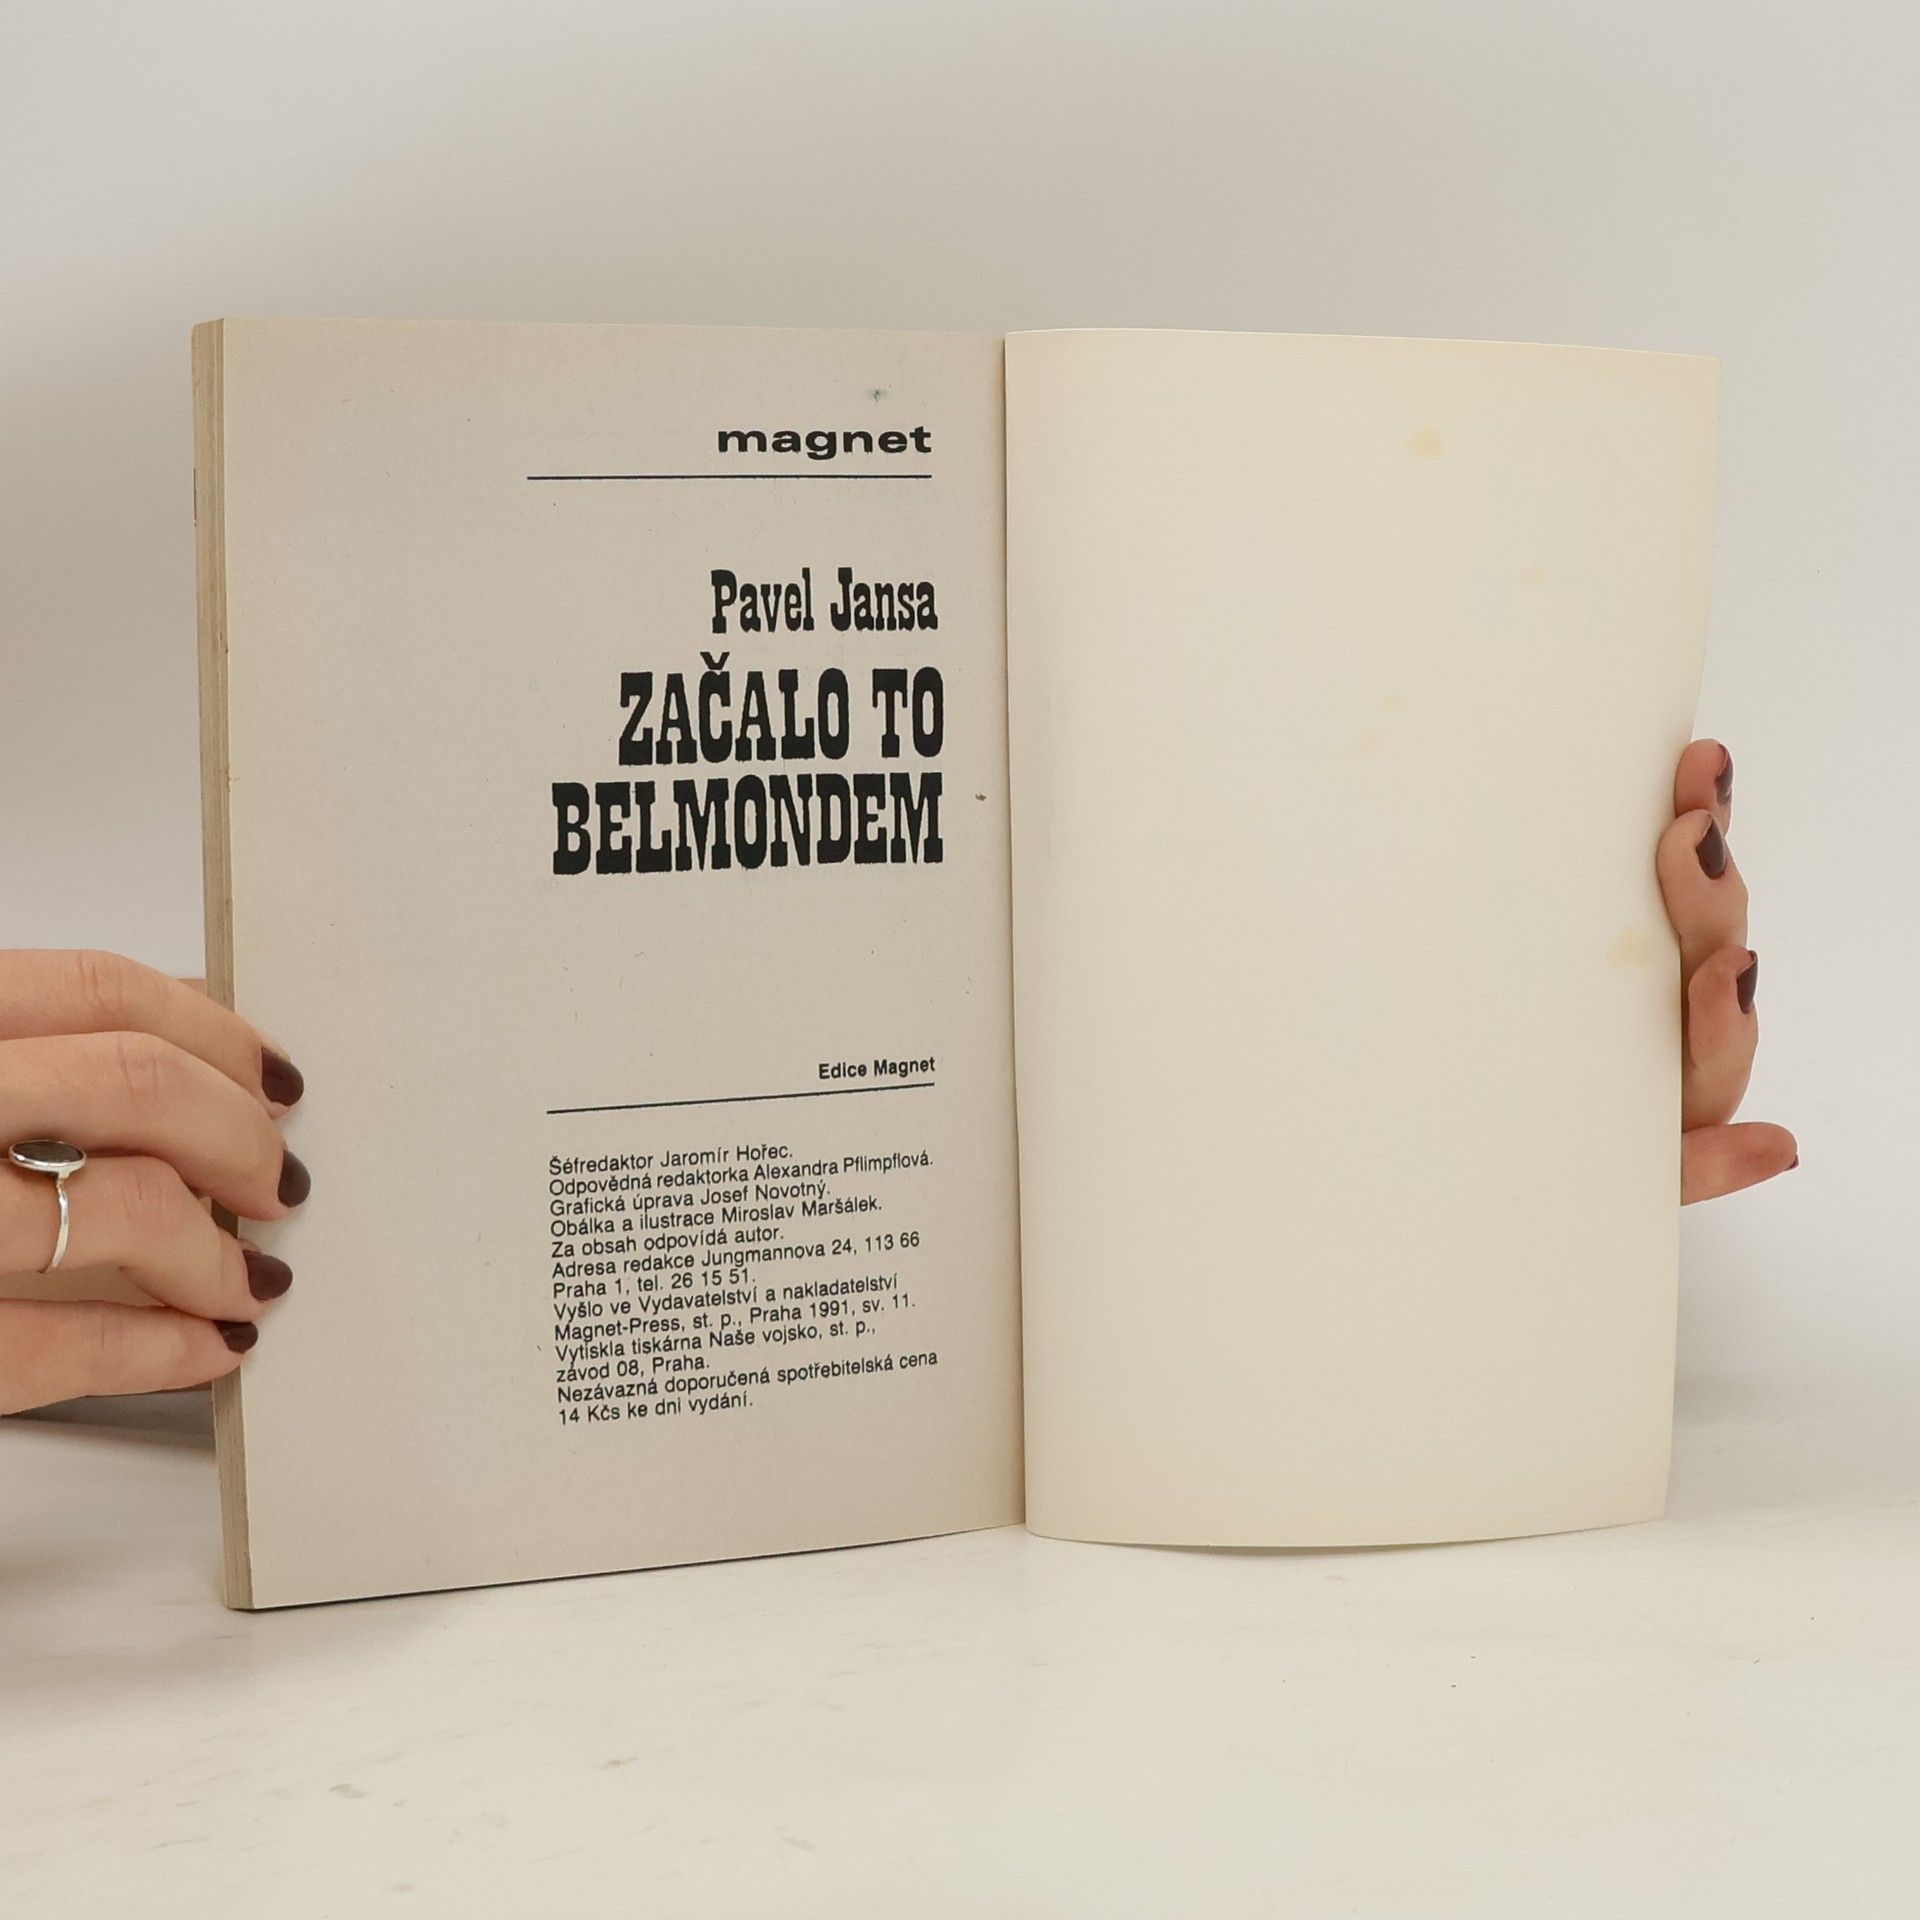 magnet
Pavel Jansa
ZAČALO TO
BELMONDEM
Edice Magnet
Šéfredaktor Jaromír Hořec.
Odpovědná redaktorka Alexandra Pflimpflová.
Grafická úprava Josef Novotný.
Obálka a ilustrace Miroslav Maršálek.
Za obsah odpovídá autor.
Adresa redakce Jungmannova 24, 113 66
Praha 1, tel. 26 15 51.
Vyšlo ve Vydavatelství a nakladatelství
Magnet-Press, st. p., Praha 1991, sv. 11.
Vytiskla tiskárna Naše vojsko, st. p.,
závod 08, Praha.
Nezávazná doporučená spotřebitelská cena
14 Kčs ke dni vydání.